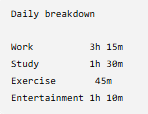 Daily breakdown
Work 3h 15m
Study 1h 30m
Exercise 45m
Entertainment 1h 10m